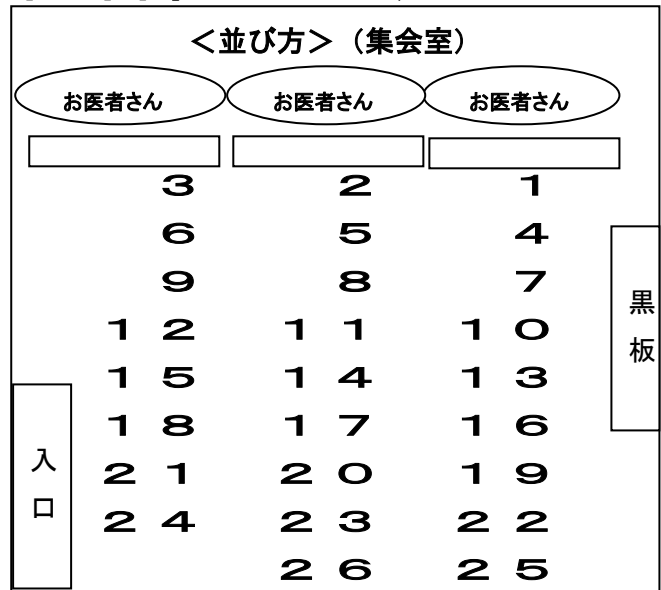 ＜並び方＞（集会室）
お医者さん　お医者さん　お医者さん
３　２　１
６　５　４
９　８　７
１２　１１　１０
１５　１４　１３
１８　１７　１６
２１　２０　１９
２４　２３　２２
２６　２５
黒板
入口